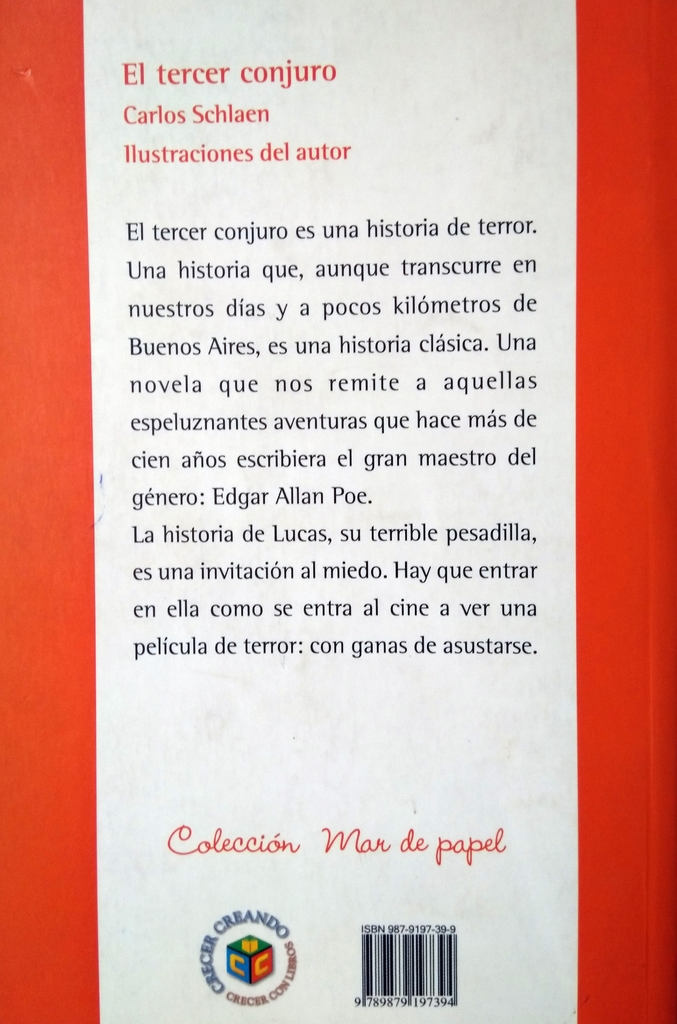 El tercer conjuro
Carlos Schlaen
Ilustraciones del autor
El tercer conjuro es una historia de terror.
Una historia que, aunque transcurre en
nuestros días y a pocos kilómetros de
Buenos Aires, es una historia clásica. Una
novela que nos remite a aquellas
espeluznantes aventuras que hace más de
cien años escribiera el gran maestro del
género: Edgar Allan Poe.
La historia de Lucas, su terrible pesadilla,
es una invitación al miedo. Hay que entrar
en ella como se entra al cine a ver una
película de terror: con ganas de asustarse.
Colección Mar de papel
CRECER CREANDO
CC
CRECER CON LIBROS
ISBN 987-9197-39-9
9 789879 197394